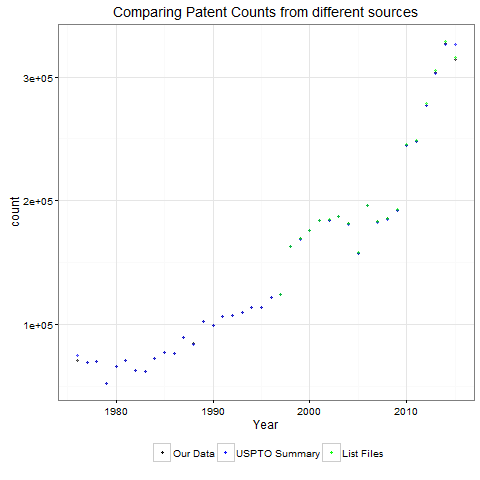 Comparing Patent Counts from different sources
3e+05
2e+05
1e+05
count
1980 1990 2000 2010
Year
Our Data USPTO Summary List Files